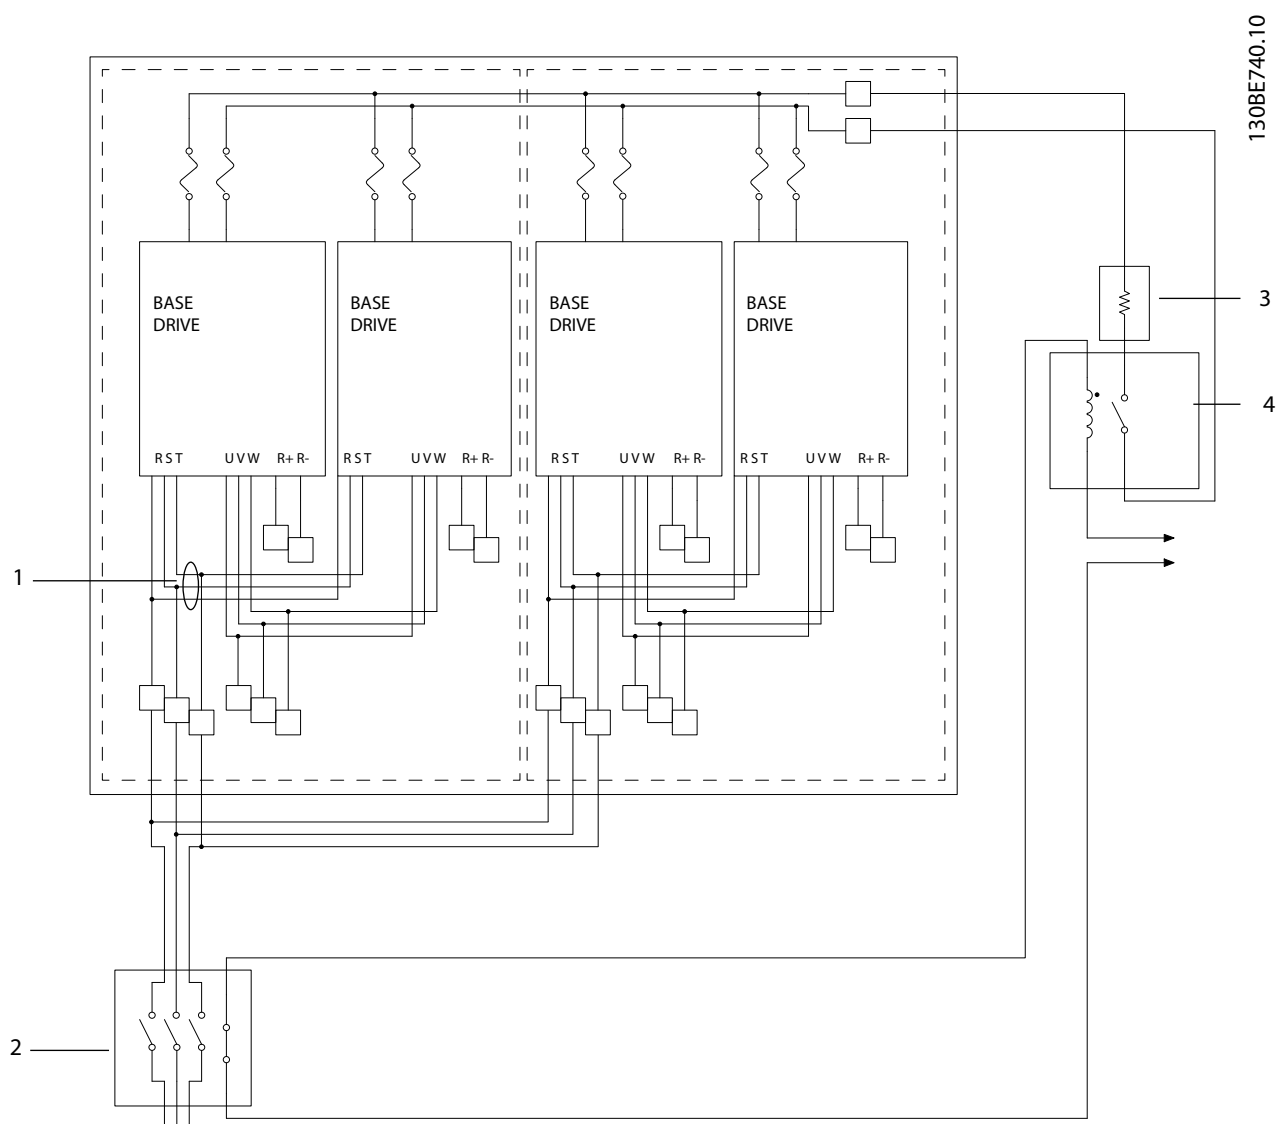 130BE740.10
BASE DRIVE
BASE DRIVE
BASE DRIVE
BASE DRIVE
3
4
R S T U V W R+ R-
R S T U V W R+ R-
R S T U V W R+ R-
R S T U V W R+ R-
1
2